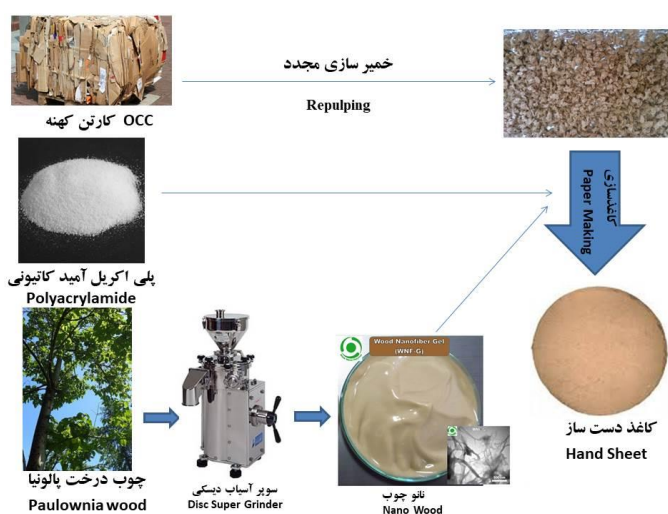 خمیر سازی مجدد
Repulping
OCC کارتن کهنه
کاغذسازی
Paper Making
پلی اکریل آمید کاتیونی
Polyacrylamide
Wood Nanofiber Gel
(WNF-G)
چوب درخت پالونیا
Paulownia wood
سوپر آسیاب دیسکی
Disc Super Grinder
نانو چوب
Nano Wood
کاغذ دست ساز
Hand Sheet